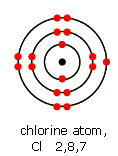 chlorine atom,
Cl 2,8,7